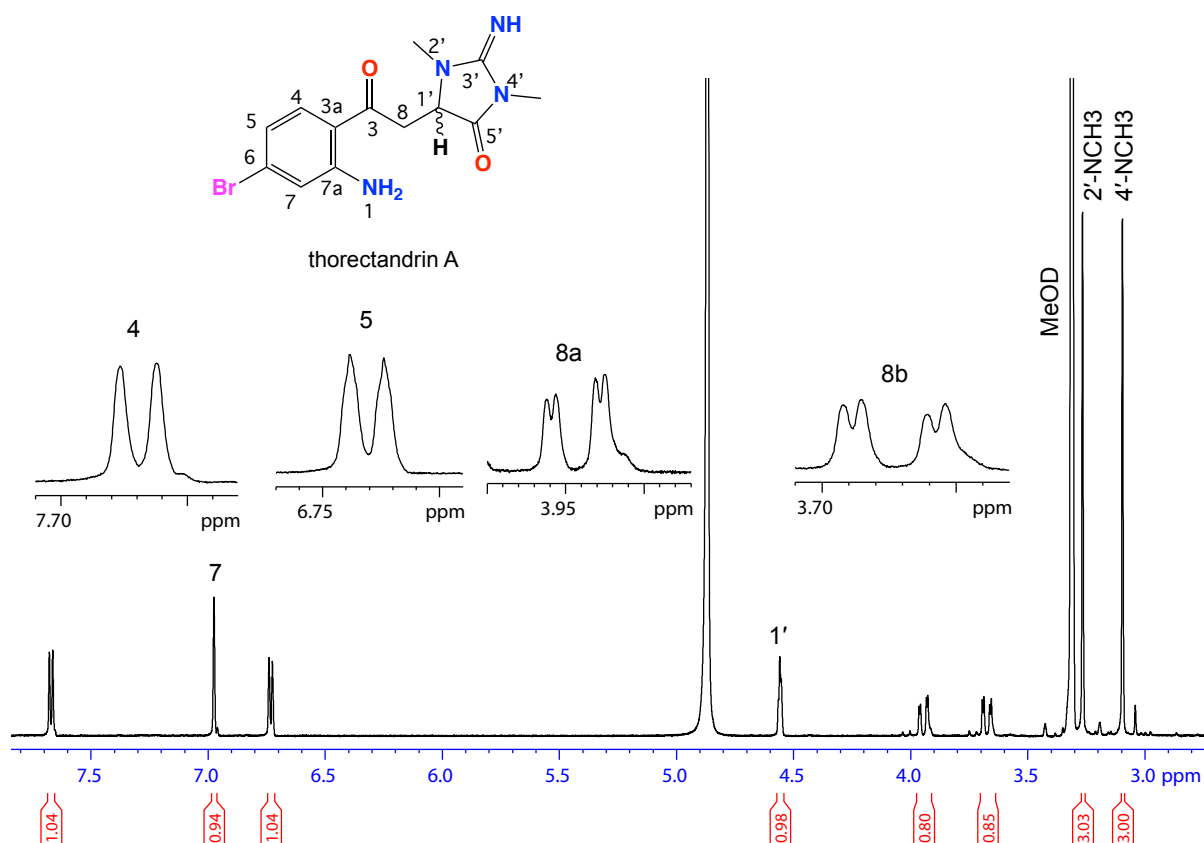 NH
2′
O
N
4′
3′
N
4
8
1′
3a
5
3
5′
H
6
O
Br
7a
NH2
7
1
thorectandrin A
4
5
8a
8b
MeOD
2′-NCH3
4′-NCH3
7.70 ppm
6.75 ppm
3.95 ppm
3.70 ppm
7
1′
7.5 7.0 6.5 6.0 5.5 5.0 4.5 4.0 3.5 3.0 ppm
1.04 0.94 1.04 0.98 0.80 0.85 3.03 3.00